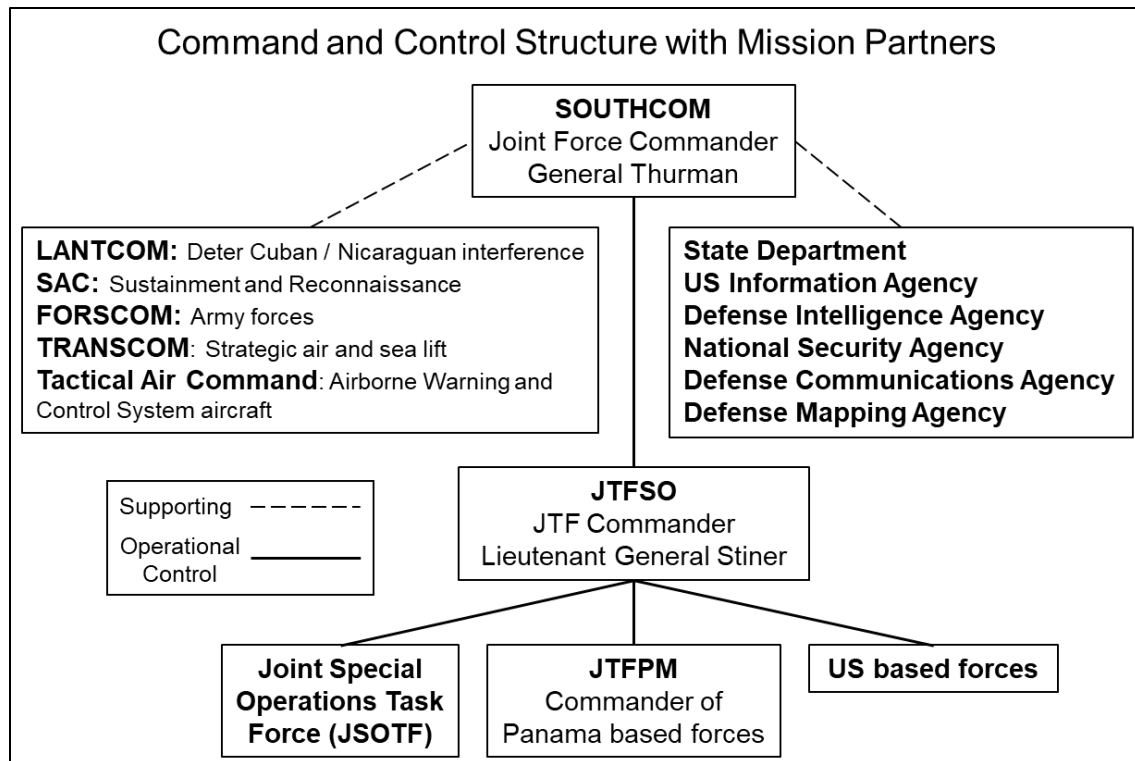 Command and Control Structure with Mission Partners
SOUTHCOM
Joint Force Commander
General Thurman
LANTCOM: Deter Cuban / Nicaraguan interference
SAC: Sustainment and Reconnaissance
FORSCOM: Army forces
TRANSCOM: Strategic air and sea lift
Tactical Air Command: Airborne Warning and
Control System aircraft
State Department
US Information Agency
Defense Intelligence Agency
National Security Agency
Defense Communications Agency
Defense Mapping Agency
Supporting
Operational
Control
JTFSO
JTF Commander
Lieutenant General Stiner
Joint Special
Operations Task
Force (JSOTF)
JTFPM
Commander of
Panama based forces
US based forces